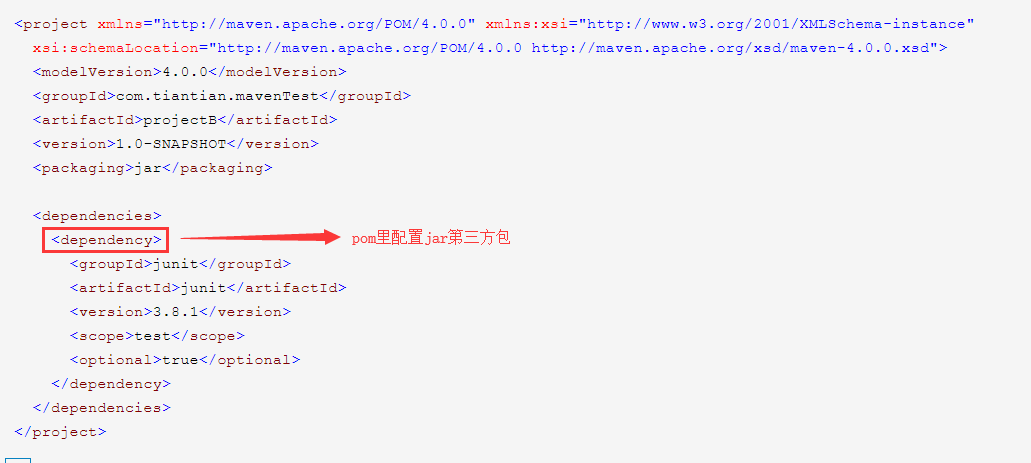 <project xmlns="http://maven.apache.org/POM/4.0.0" xmlns:xsi="http://www.w3.org/2001/XMLSchema-instance"
  xsi:schemaLocation="http://maven.apache.org/POM/4.0.0 http://maven.apache.org/xsd/maven-4.0.0.xsd">
  <modelVersion>4.0.0</modelVersion>
  <groupId>com.tiantian.mavenTest</groupId>
  <artifactId>projectB</artifactId>
  <version>1.0-SNAPSHOT</version>
  <packaging>jar</packaging>
  <dependencies>
    <dependency> pom里配置jar第三方包
      <groupId>junit</groupId>
      <artifactId>junit</artifactId>
      <version>3.8.1</version>
      <scope>test</scope>
      <optional>true</optional>
    </dependency>
  </dependencies>
</project>